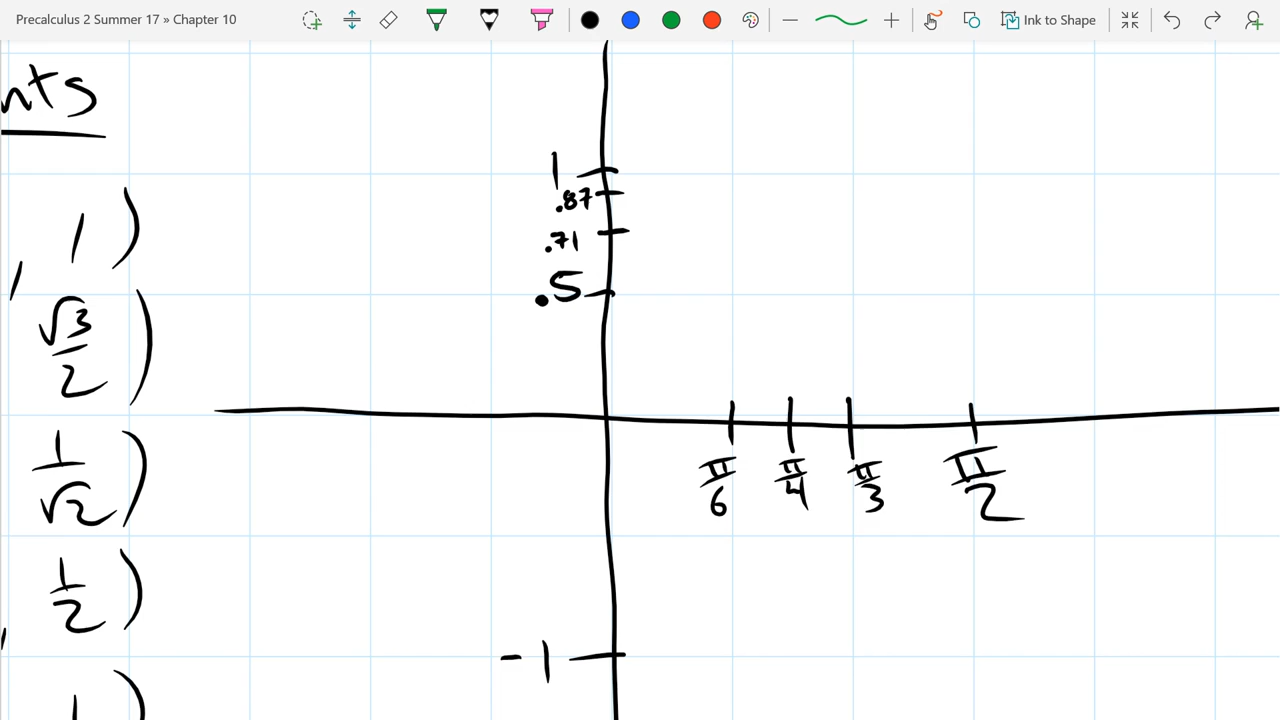 Precalculus 2 Summer 17 » Chapter 10
Ink to Shape
nts
, 1 )
√3/2 )
1/√2 )
, 1/2 )
1 )
1
.87
.71
.5
π/6 π/4 π/3 π/2
-1